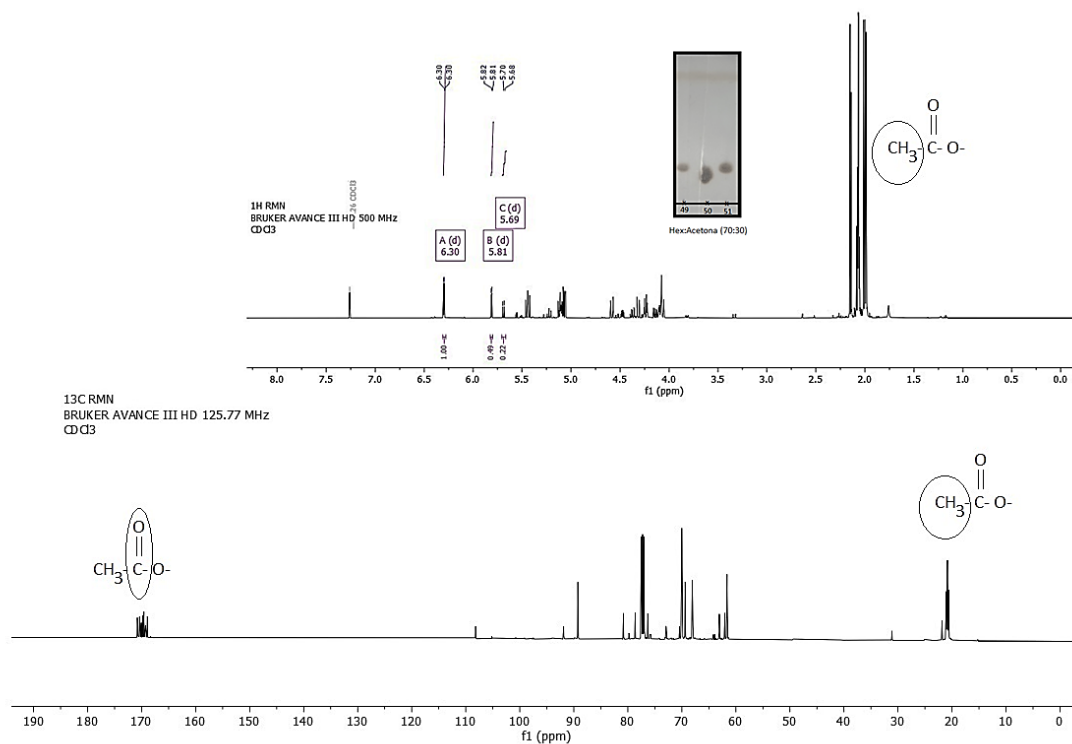 6.30
6.30
5.82
5.81
5.70
5.68
O
CH3-C-O-
7.26 CDCl3
1H RMN
BRUKER AVANCE III HD 500 MHz
CDCl3
C (d)
5.69
A (d)
6.30
B (d)
5.81
49 50 51
Hex:Acetona (70:30)
1.00
0.49
0.22
8.0 7.5 7.0 6.5 6.0 5.5 5.0 4.5 4.0 3.5 3.0 2.5 2.0 1.5 1.0 0.5 0.0
f1 (ppm)
13C RMN
BRUKER AVANCE III HD 125.77 MHz
CDCl3
O
CH3-C-O-
O
CH3-C-O-
190 180 170 160 150 140 130 120 110 100 90 80 70 60 50 40 30 20 10 0
f1 (ppm)